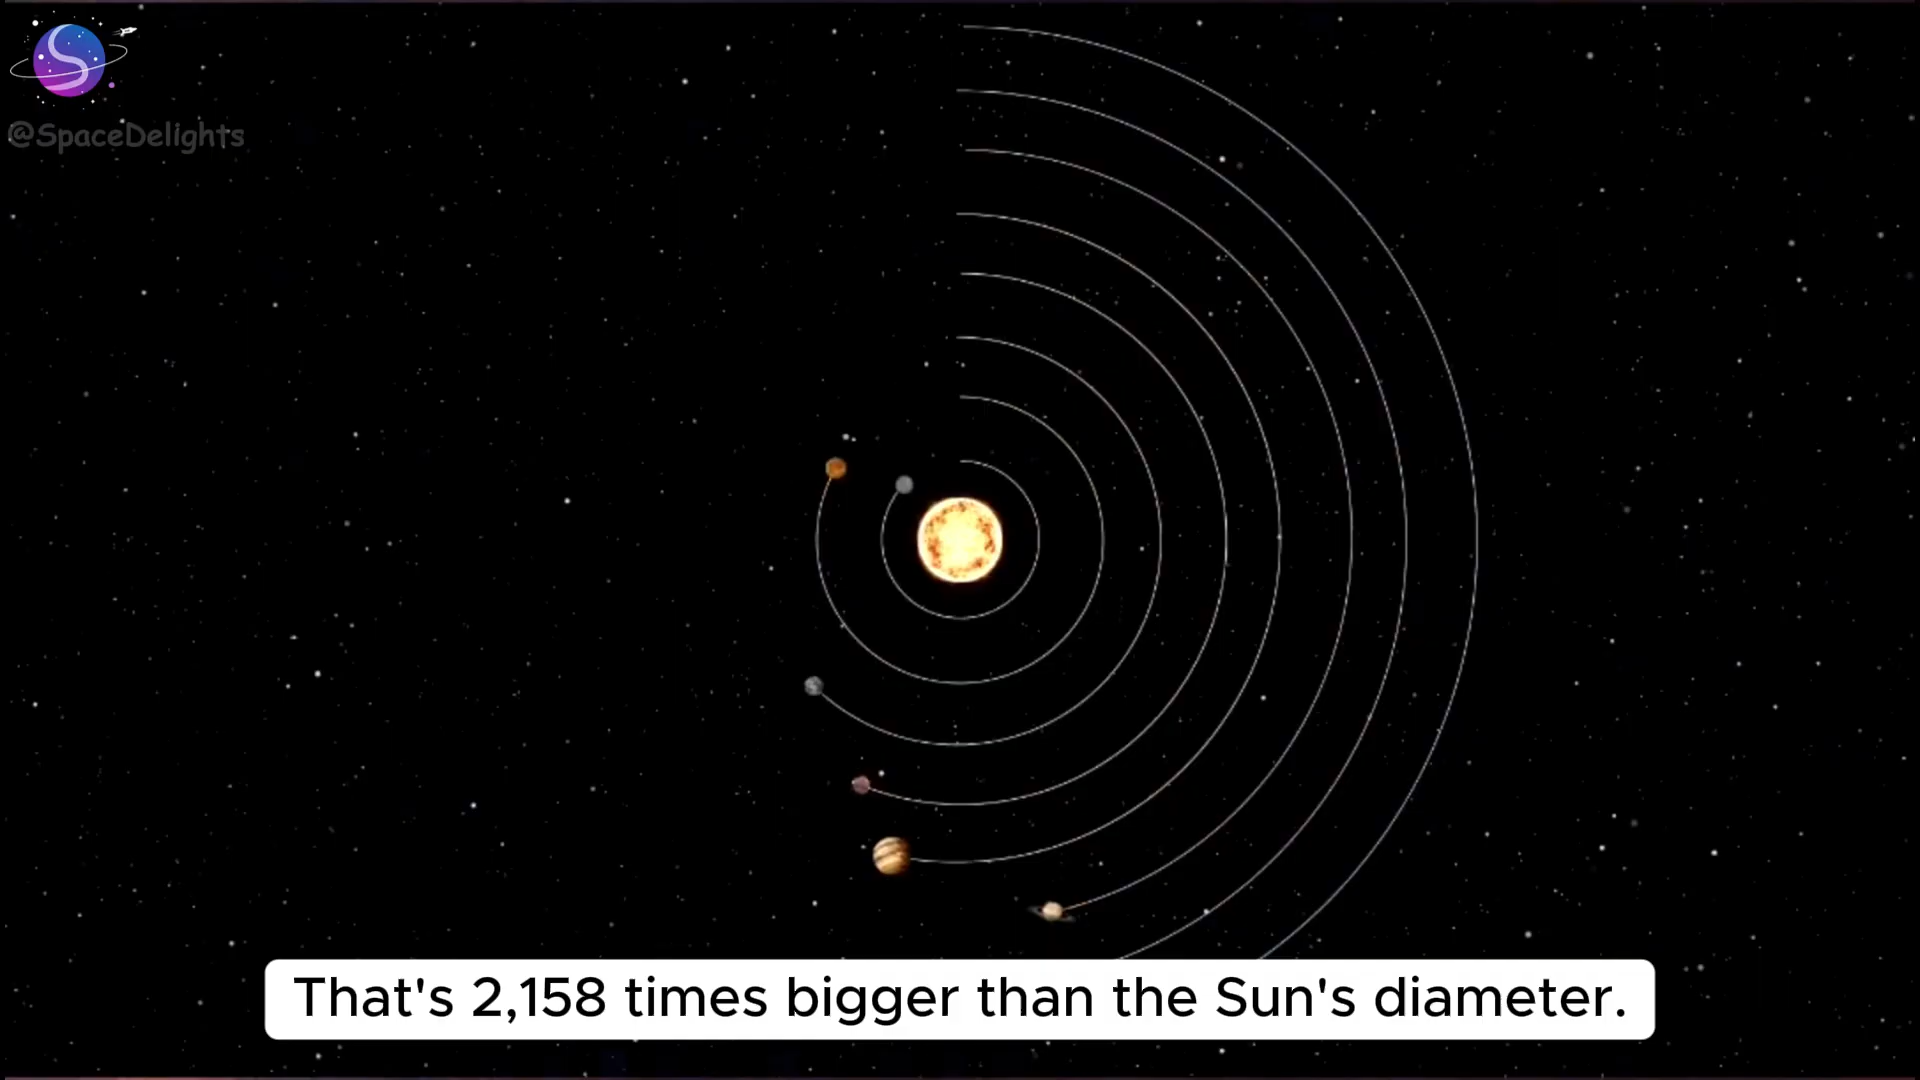 S
@SpaceDelights
That's 2,158 times bigger than the Sun's diameter.